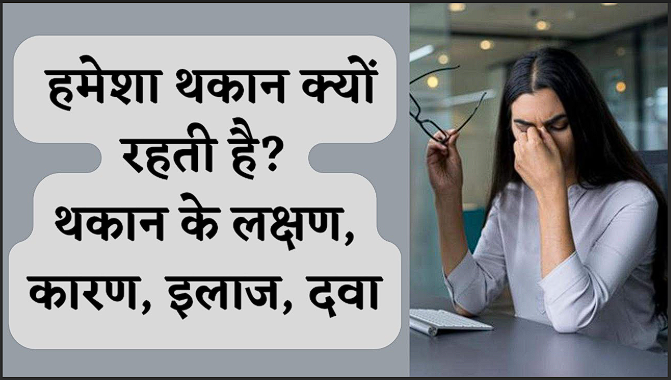 हमेशा थकान क्यों
रहती है?
थकान के लक्षण,
कारण, इलाज, दवा